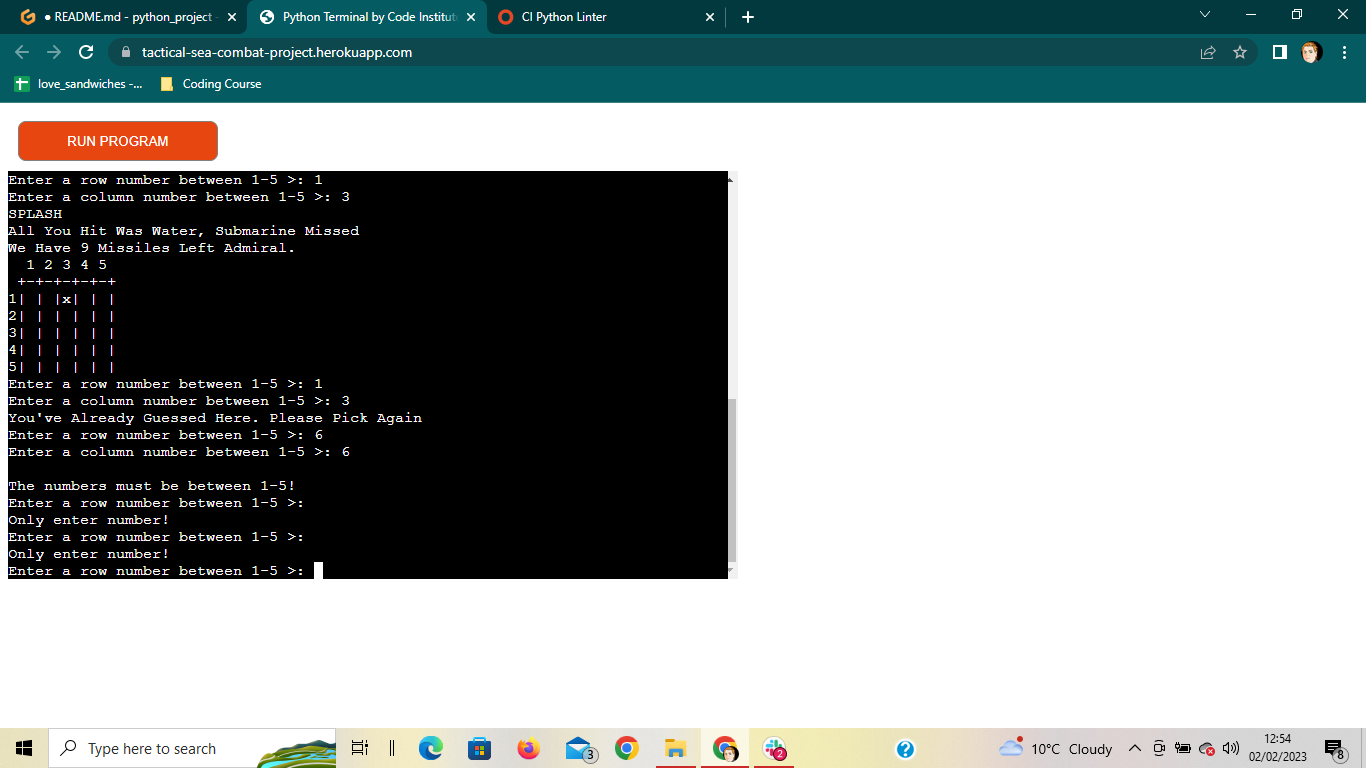 ● README.md - python_project -
Python Terminal by Code Institut
CI Python Linter
tactical-sea-combat-project.herokuapp.com
love_sandwiches -...
Coding Course
RUN PROGRAM
Enter a row number between 1-5 >: 1
Enter a column number between 1-5 >: 3
SPLASH
All You Hit Was Water, Submarine Missed
We Have 9 Missiles Left Admiral.
  1 2 3 4 5
 +-+-+-+-+-+
1| | |x| | |
2| | | | | |
3| | | | | |
4| | | | | |
5| | | | | |
Enter a row number between 1-5 >: 1
Enter a column number between 1-5 >: 3
You've Already Guessed Here. Please Pick Again
Enter a row number between 1-5 >: 6
Enter a column number between 1-5 >: 6
The numbers must be between 1-5!
Enter a row number between 1-5 >:
Only enter number!
Enter a row number between 1-5 >:
Only enter number!
Enter a row number between 1-5 >:
Type here to search
3
2
10°C Cloudy
12:54
02/02/2023
8